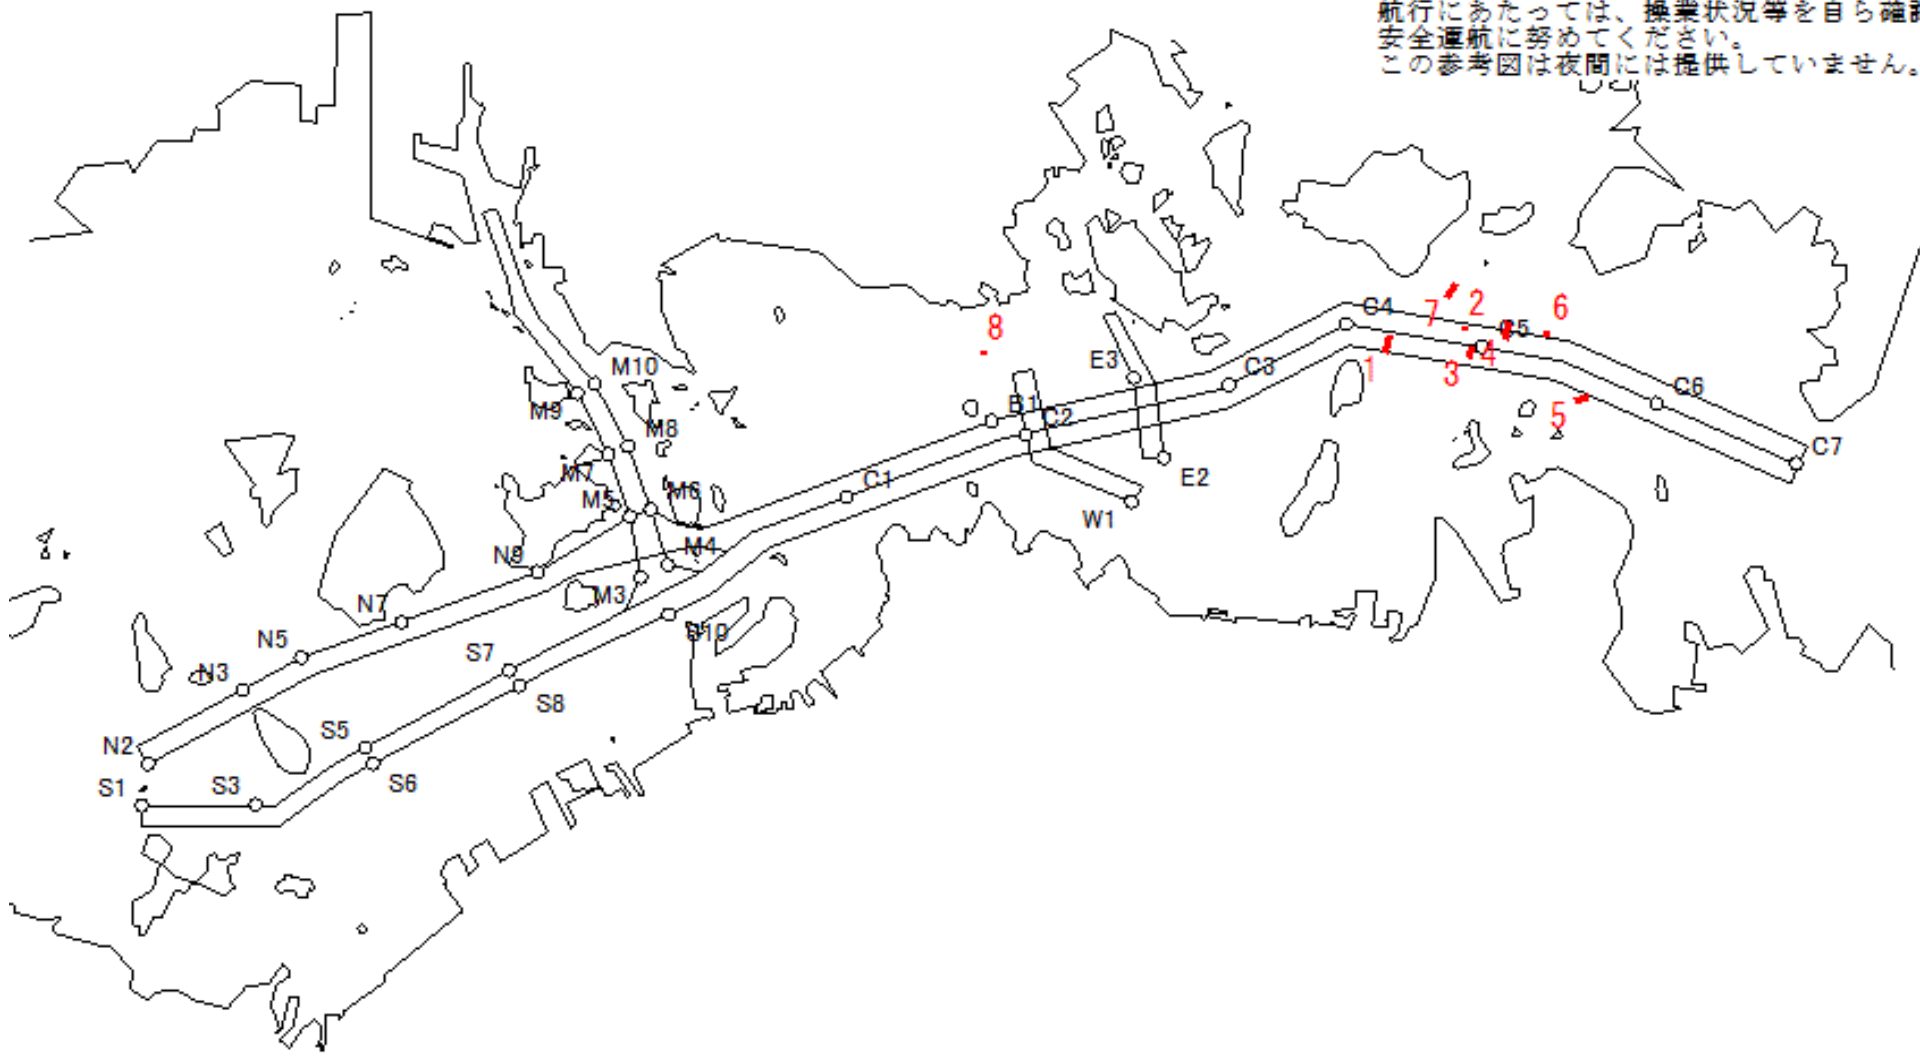 航行にあたっては、操業状況等を自ら確認
安全運航に努めてください。
この参考図は夜間には提供していません。
C4
7
2
C5
6
8
M10
E3
1
3
4
C3
C6
5
M9
M8
B1
C2
C7
M7
M6
C1
E2
M5
W1
N9
M4
M3
N7
S10
N5
S7
N3
S8
N2
S5
S1
S3
S6